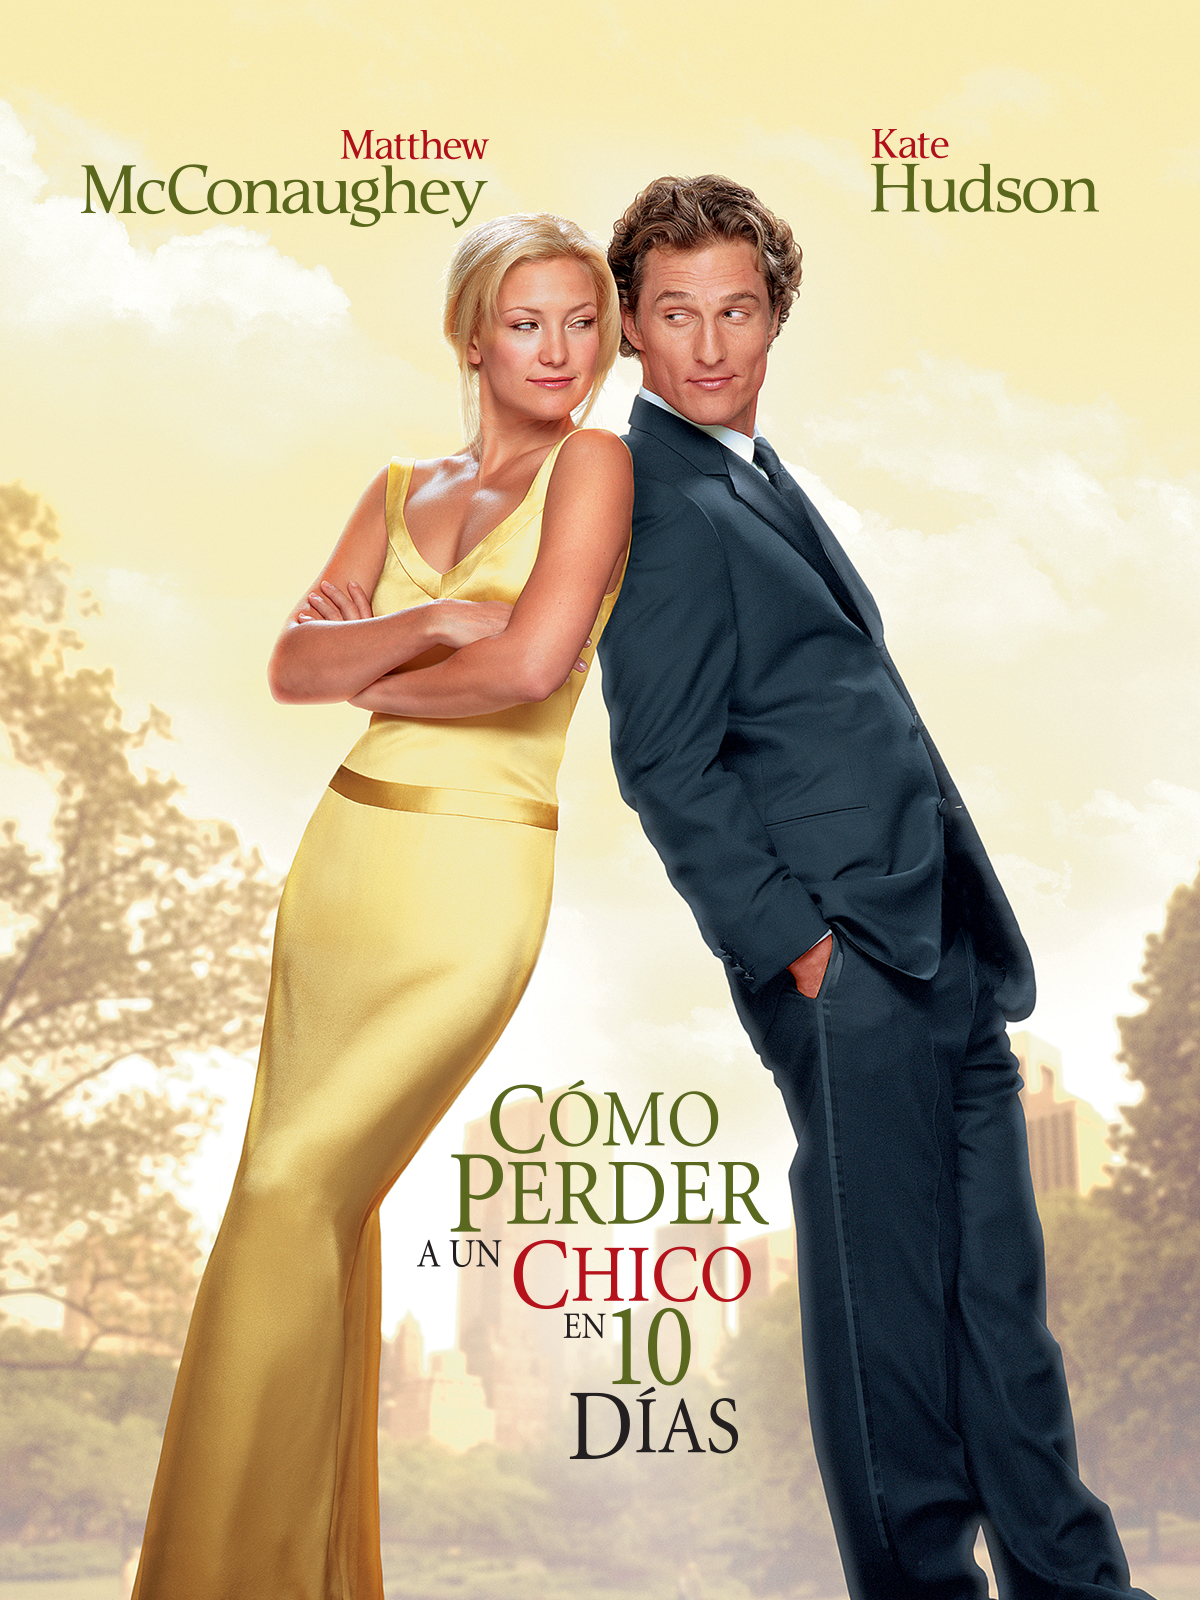 Matthew
McConaughey
Kate
Hudson
CÓMO
PERDER
A UN CHICO
EN 10
DÍAS